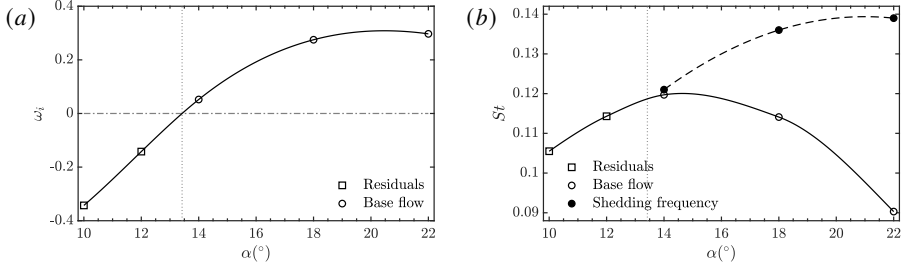 (a)
0.4
0.2
0
-0.2
-0.4
ω_i
10 12 14 16 18 20 22
α(°)
Residuals
Base flow
(b)
0.14
0.13
0.12
0.11
0.1
0.09
St
10 12 14 16 18 20 22
α(°)
Residuals
Base flow
Shedding frequency